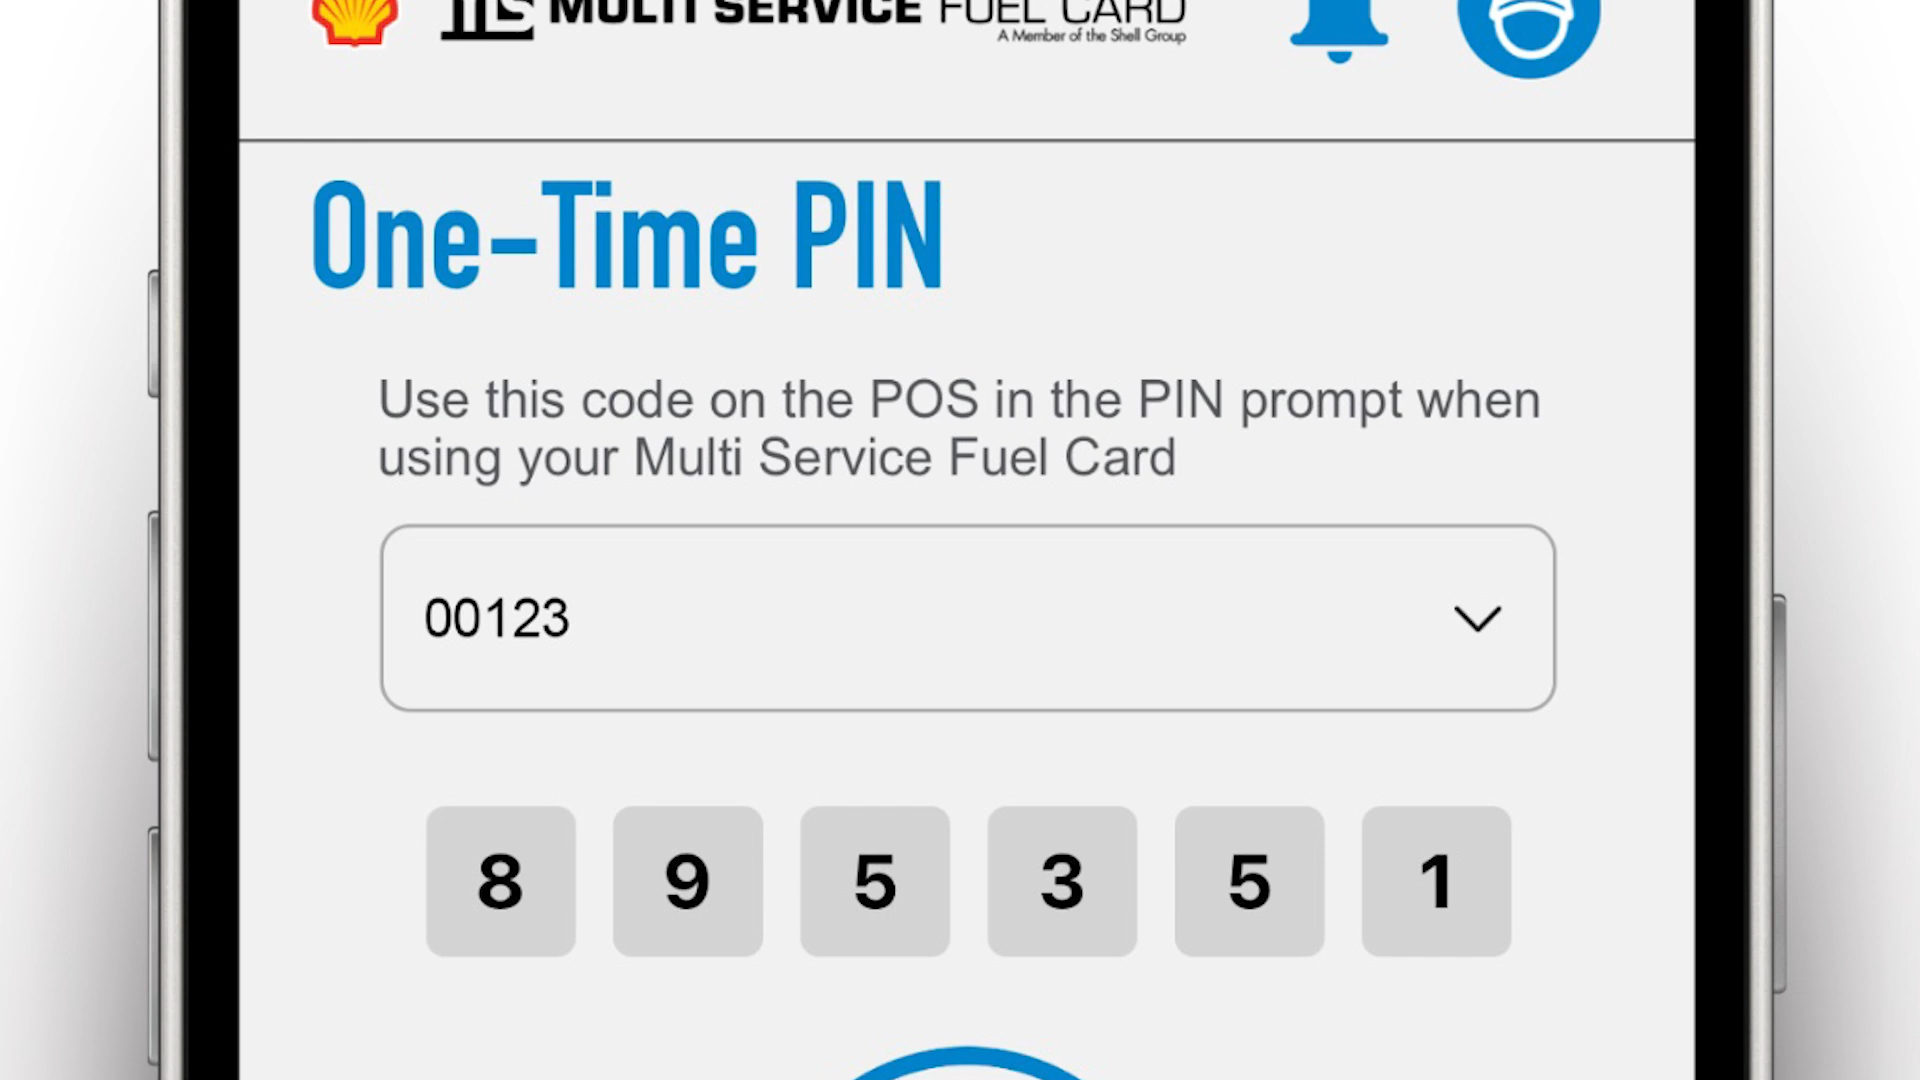 MULTI SERVICE FUEL CARD
A Member of the Shell Group
One-Time PIN
Use this code on the POS in the PIN prompt when
using your Multi Service Fuel Card
00123
8 9 5 3 5 1